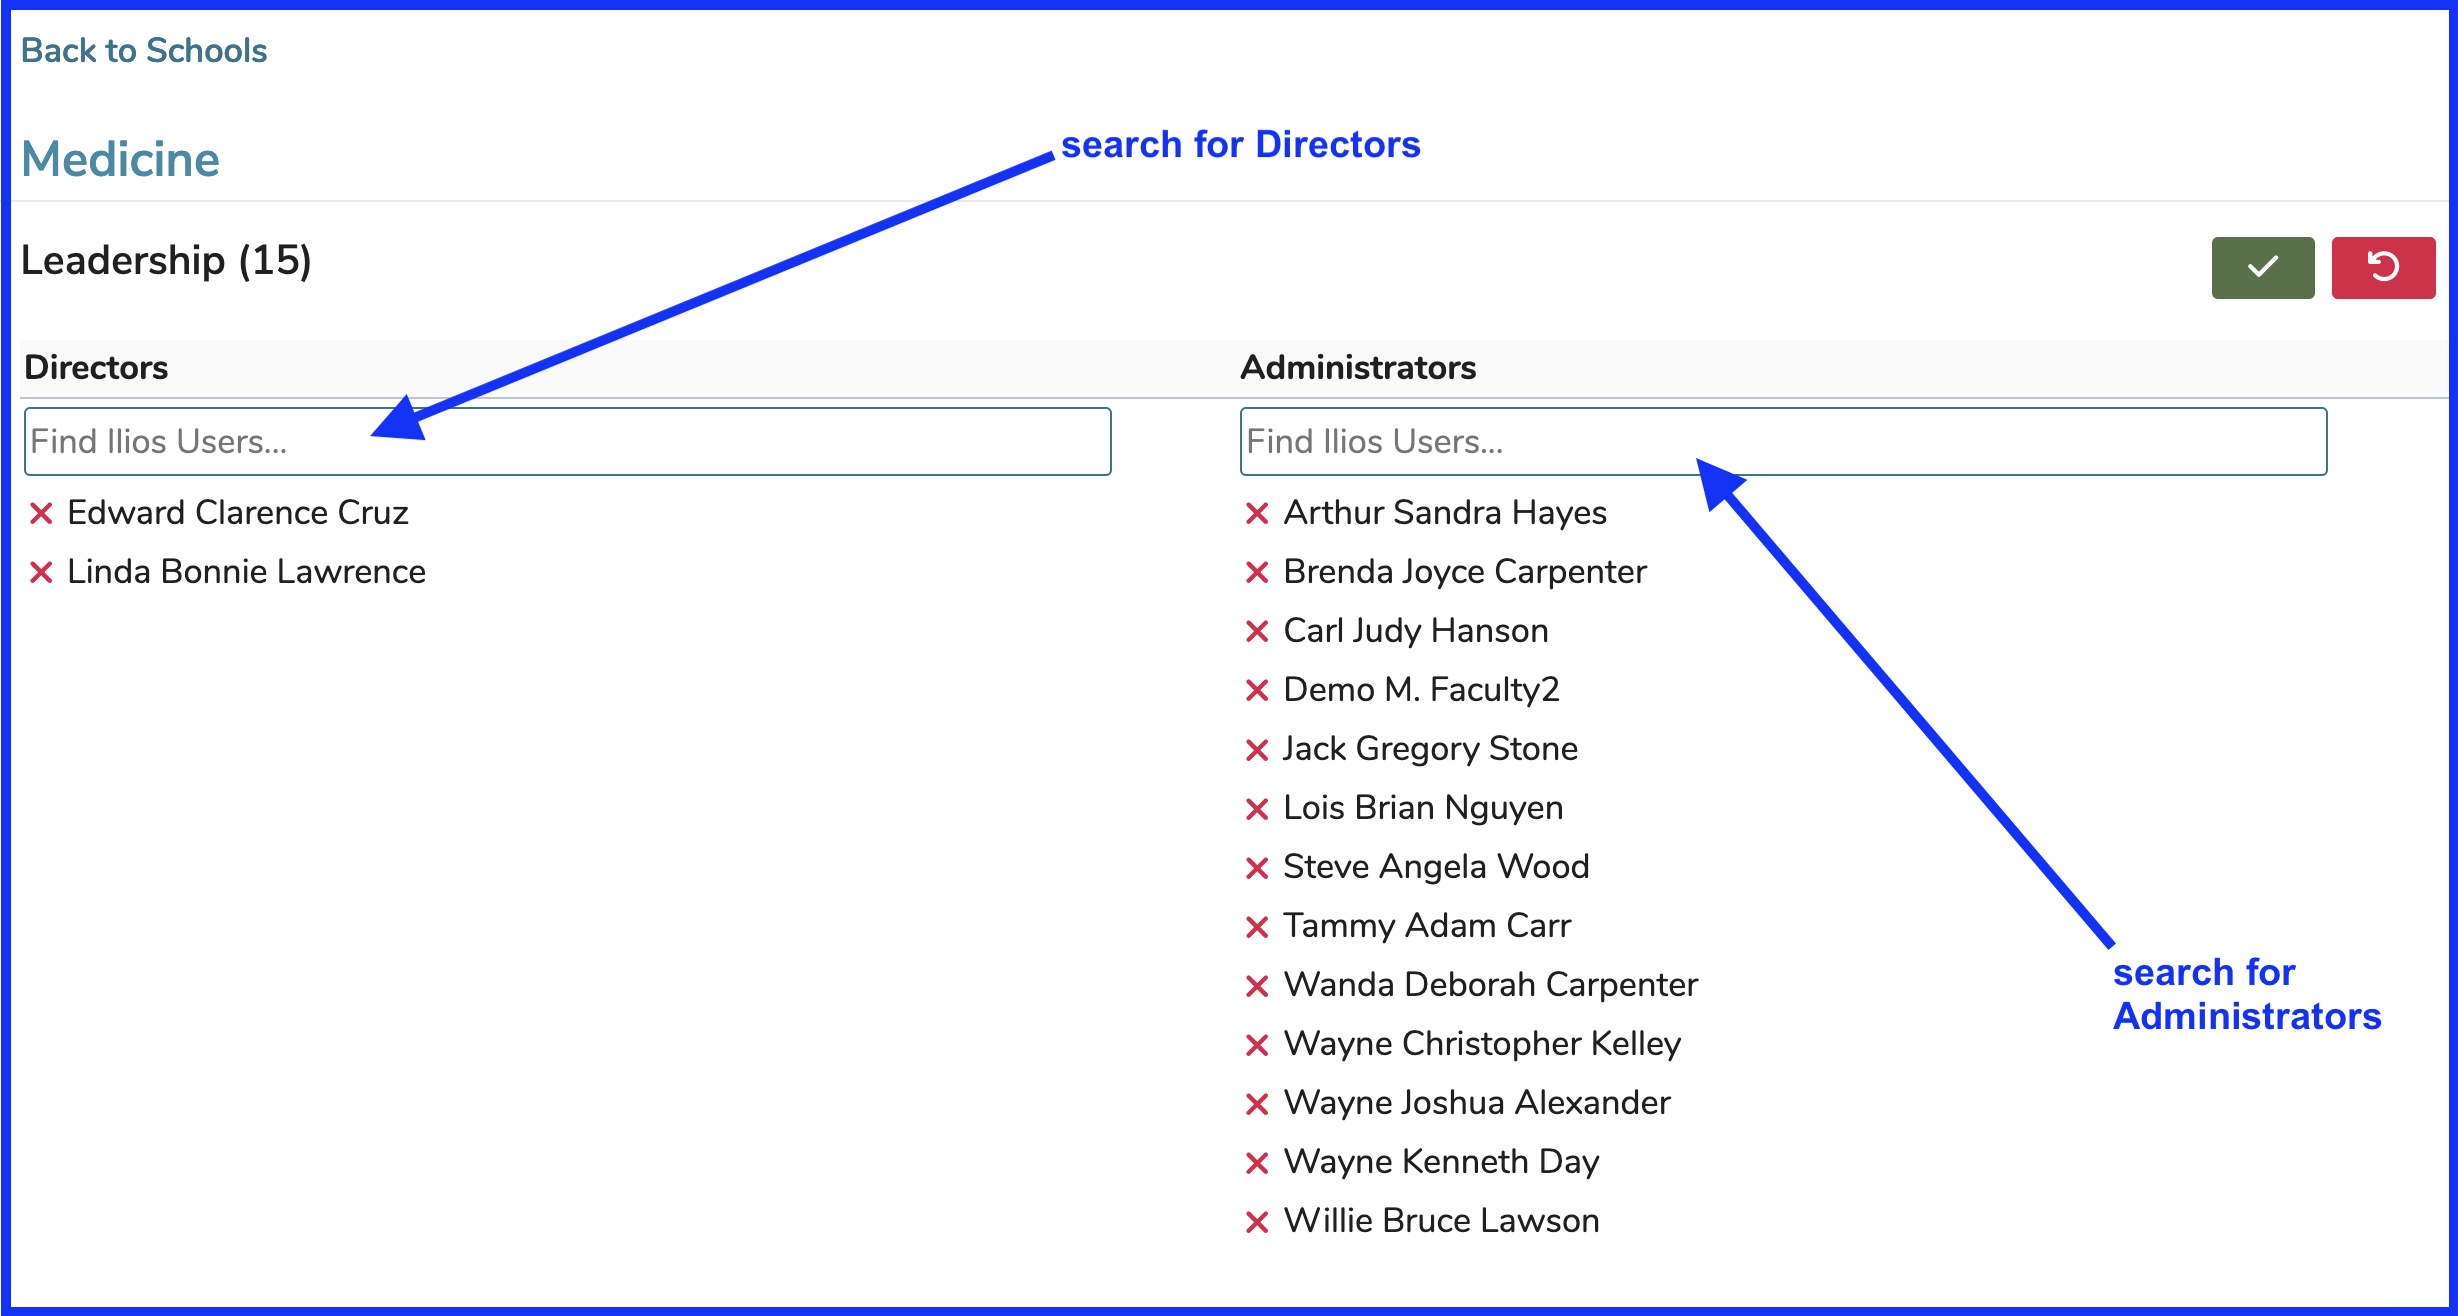 Back to Schools
search for Directors
Medicine
Leadership (15)
Directors
Find Ilios Users...
Edward Clarence Cruz
Linda Bonnie Lawrence
Administrators
Find Ilios Users...
Arthur Sandra Hayes
Brenda Joyce Carpenter
Carl Judy Hanson
Demo M. Faculty2
Jack Gregory Stone
Lois Brian Nguyen
Steve Angela Wood
Tammy Adam Carr
Wanda Deborah Carpenter
Wayne Christopher Kelley
Wayne Joshua Alexander
Wayne Kenneth Day
Willie Bruce Lawson
search for
Administrators